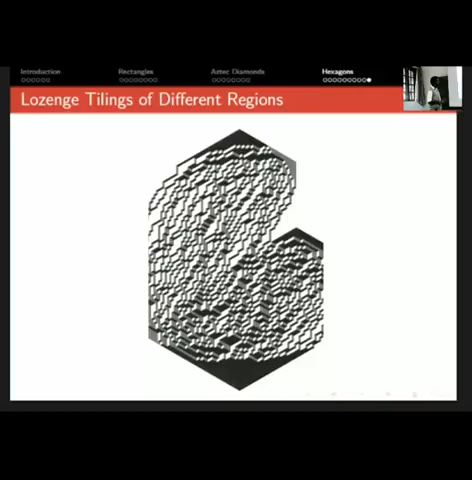 Introduction
Rectangles
Aztec Diamonds
Hexagons
Lozenge Tilings of Different Regions